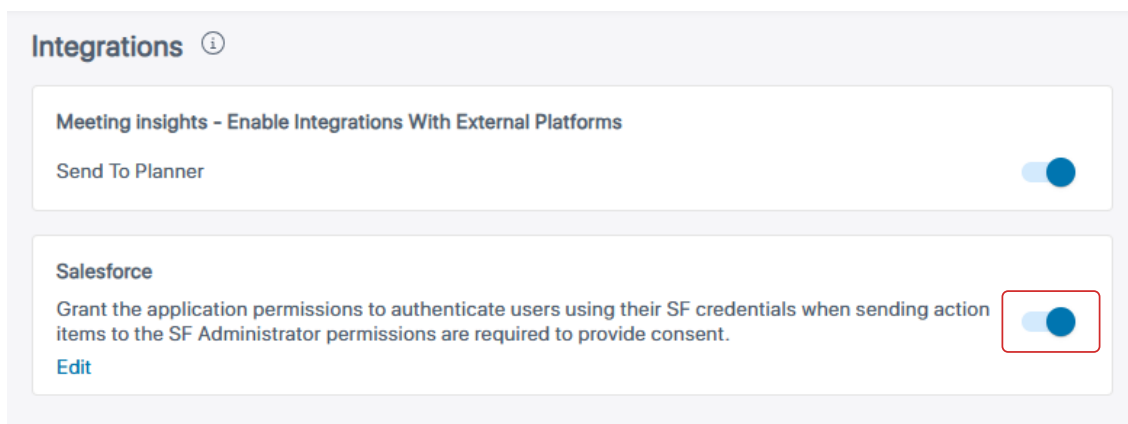 Integrations
Meeting insights - Enable Integrations With External Platforms
Send To Planner
Salesforce
Grant the application permissions to authenticate users using their SF credentials when sending action
items to the SF Administrator permissions are required to provide consent.
Edit